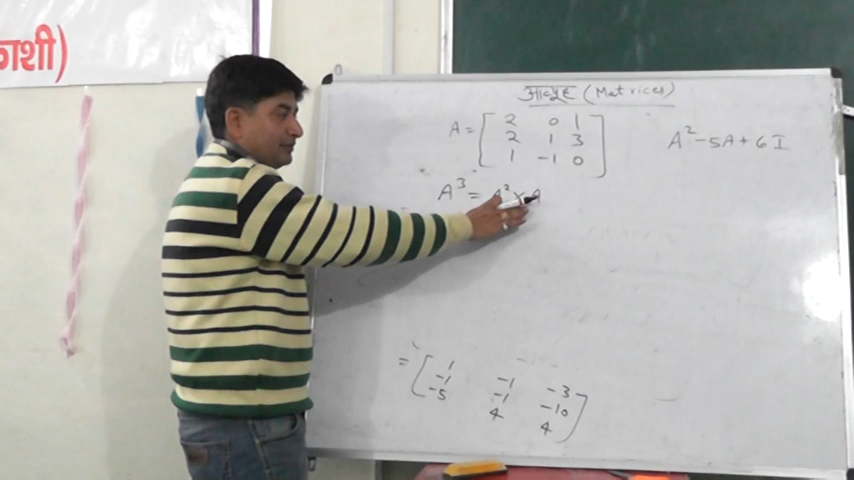 आव्यूह (Matrices)
A = [ 2 0 1
2 1 3
1 -1 0 ]
A² - 5A + 6I
A³ = A² × A
= [ 1 -1 -3
-1 -1 -10
-5 4 4 ]